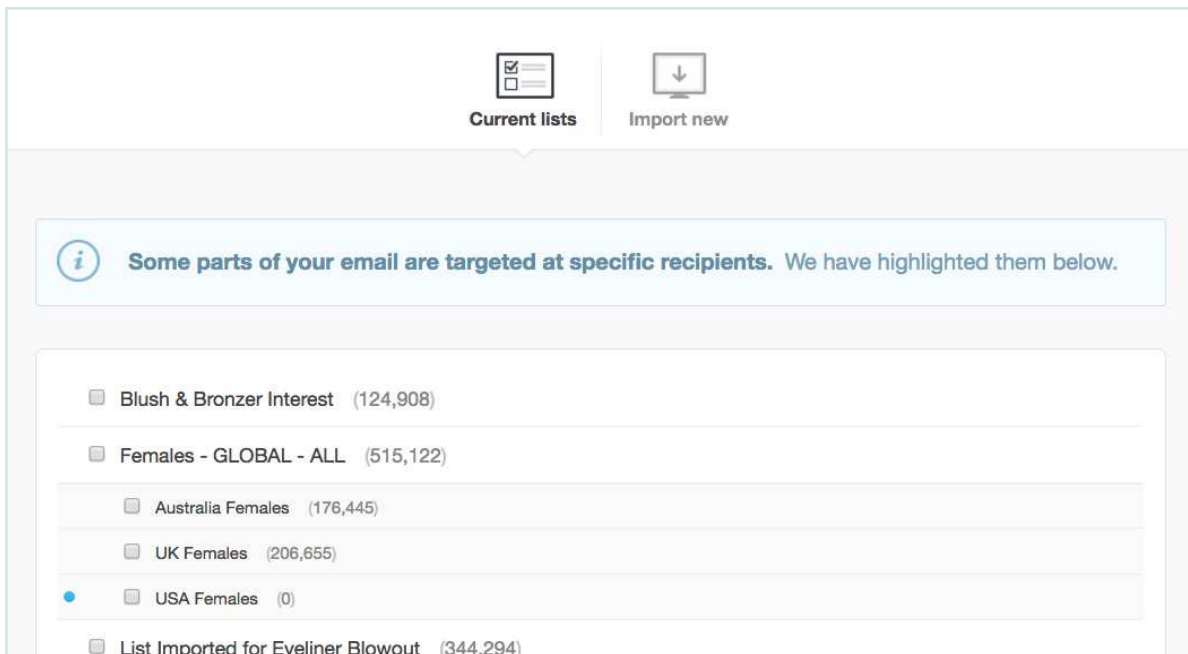 Current lists
Import new
Some parts of your email are targeted at specific recipients. We have highlighted them below.
Blush & Bronzer Interest (124,908)
Females - GLOBAL - ALL (515,122)
Australia Females (176,445)
UK Females (206,655)
USA Females (0)
List Imported for Eyeliner Blowout (344,294)